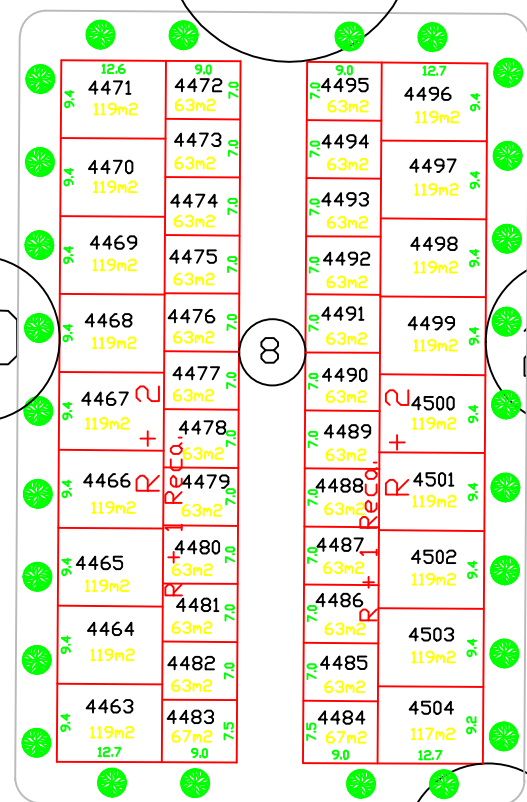 12.6
4471
9.4
119m2
4470
9.4
119m2
4469
9.4
119m2
4468
9.4
119m2
4467
9.4
119m2
4466
9.4
119m2
4465
9.4
119m2
4464
9.4
119m2
4463
9.4
119m2
12.7
R + 2
9.0
4472
7.0
63m2
4473
7.0
63m2
4474
7.0
63m2
4475
7.0
63m2
4476
7.0
63m2
4477
7.0
63m2
4478
7.0
63m2
4479
7.0
63m2
4480
7.0
63m2
4481
7.0
63m2
4482
7.0
63m2
4483
7.5
67m2
9.0
R + 1 Reca.
8
9.0
4495
7.0
63m2
4494
7.0
63m2
4493
7.0
63m2
4492
7.0
63m2
4491
7.0
63m2
4490
7.0
63m2
4489
7.0
63m2
4488
7.0
63m2
4487
7.0
63m2
4486
7.0
63m2
4485
7.0
63m2
4484
7.5
67m2
9.0
R + 1 Reca.
12.7
4496
9.4
119m2
4497
9.4
119m2
4498
9.4
119m2
4499
9.4
119m2
4500
9.4
119m2
4501
9.4
119m2
4502
9.4
119m2
4503
9.4
119m2
4504
9.2
117m2
12.7
R + 2